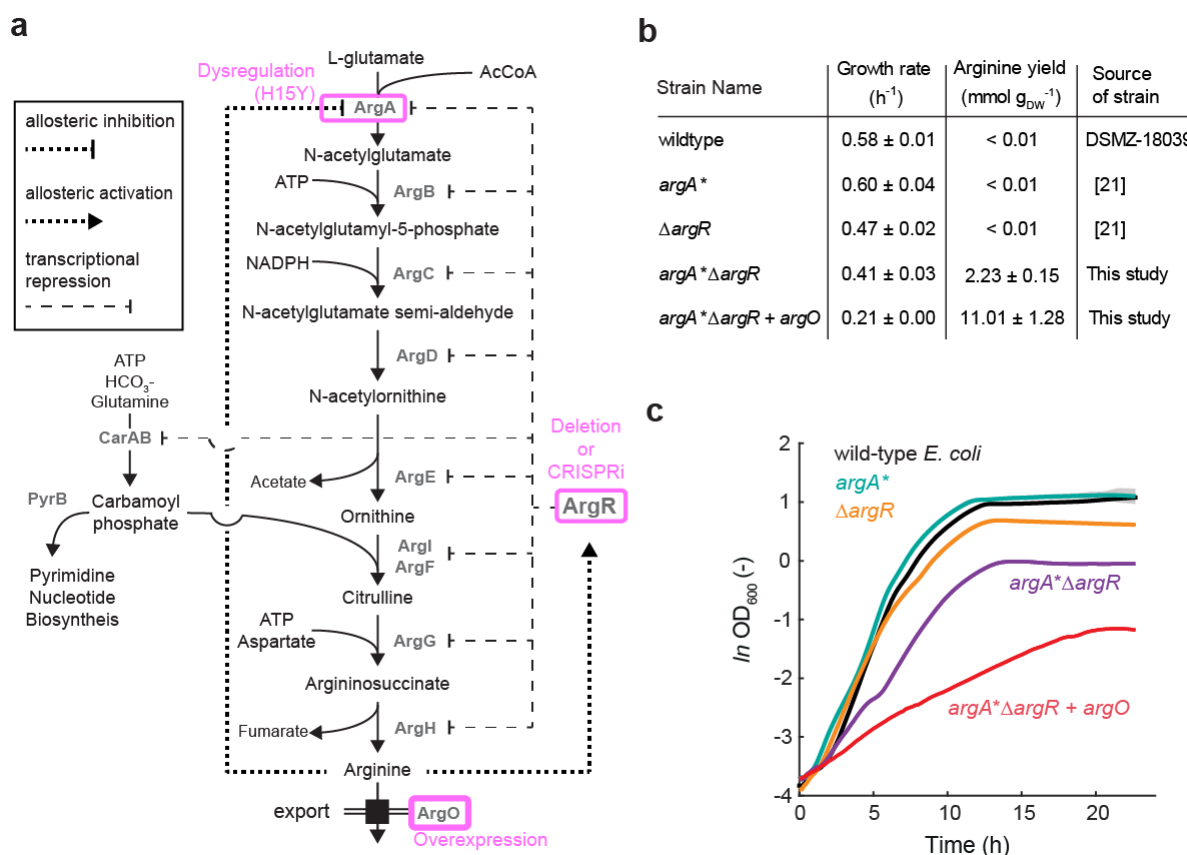 a
L-glutamate
Dysregulation
(H15Y)
AcCoA
ArgA
allosteric inhibition
allosteric activation
transcriptional
repression
N-acetylglutamate
ATP
ArgB
N-acetylglutamyl-5-phosphate
NADPH
ArgC
N-acetylglutamate semi-aldehyde
ArgD
ATP
HCO3-
Glutamine
N-acetylornithine
CarAB
Deletion
or
CRISPRi
Acetate
ArgE
ArgR
PyrB
Carbamoyl
phosphate
Ornithine
ArgI
ArgF
Pyrimidine
Nucleotide
Biosyntheis
Citrulline
ATP
Aspartate
ArgG
Argininosuccinate
Fumarate
ArgH
Arginine
export
ArgO
Overexpression
b
Strain Name Growth rate (h-1) Arginine yield (mmol gDW-1) Source of strain
wildtype 0.58 ± 0.01 < 0.01 DSMZ-18039
argA* 0.60 ± 0.04 < 0.01 [21]
ΔargR 0.47 ± 0.02 < 0.01 [21]
argA*ΔargR 0.41 ± 0.03 2.23 ± 0.15 This study
argA*ΔargR + argO 0.21 ± 0.00 11.01 ± 1.28 This study
c
wild-type E. coli
argA*
ΔargR
argA*ΔargR
argA*ΔargR + argO
ln OD600 (-)
2
1
0
-1
-2
-3
-4
0 5 10 15 20
Time (h)